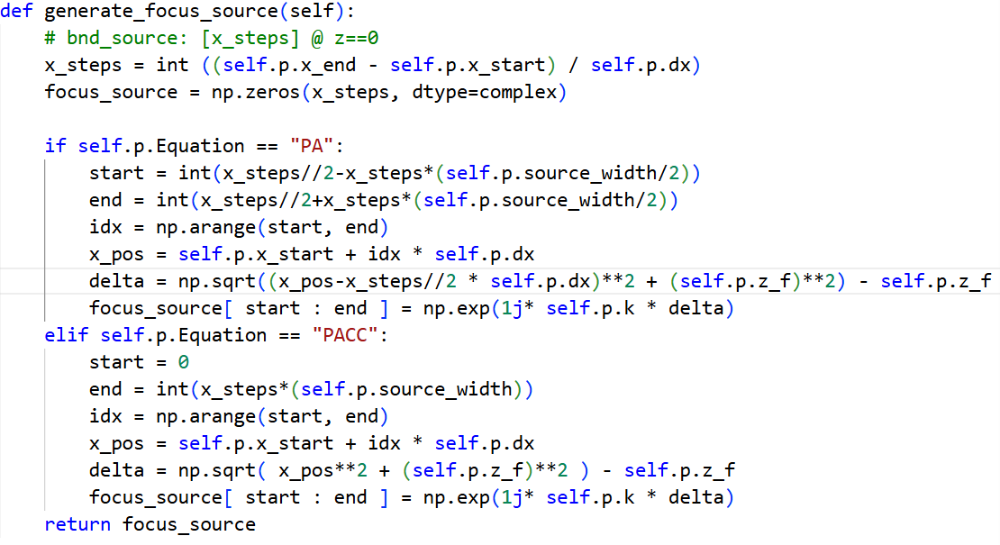 def generate_focus_source(self):
    # bnd_source: [x_steps] @ z==0
    x_steps = int ((self.p.x_end - self.p.x_start) / self.p.dx)
    focus_source = np.zeros(x_steps, dtype=complex)
    if self.p.Equation == "PA":
        start = int(x_steps//2-x_steps*(self.p.source_width/2))
        end = int(x_steps//2+x_steps*(self.p.source_width/2))
        idx = np.arange(start, end)
        x_pos = self.p.x_start + idx * self.p.dx
        delta = np.sqrt((x_pos-x_steps//2 * self.p.dx)**2 + (self.p.z_f)**2) - self.p.z_f
        focus_source[ start : end ] = np.exp(1j* self.p.k * delta)
    elif self.p.Equation == "PACC":
        start = 0
        end = int(x_steps*(self.p.source_width))
        idx = np.arange(start, end)
        x_pos = self.p.x_start + idx * self.p.dx
        delta = np.sqrt( x_pos**2 + (self.p.z_f)**2 ) - self.p.z_f
        focus_source[ start : end ] = np.exp(1j* self.p.k * delta)
    return focus_source